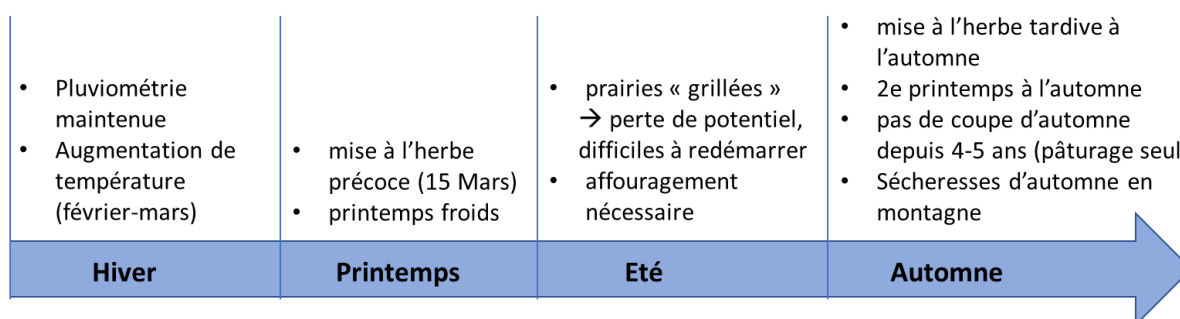 • Pluviométrie
maintenue
• Augmentation de
température
(février-mars)
• mise à l’herbe
précoce (15 Mars)
• printemps froids
• prairies « grillées »
→ perte de potentiel,
difficiles à redémarrer
• affouragement
nécessaire
• mise à l’herbe tardive à
l’automne
• 2e printemps à l’automne
• pas de coupe d’automne
depuis 4-5 ans (pâturage seul
• Sécheresses d’automne en
montagne
Hiver
Printemps
Eté
Automne